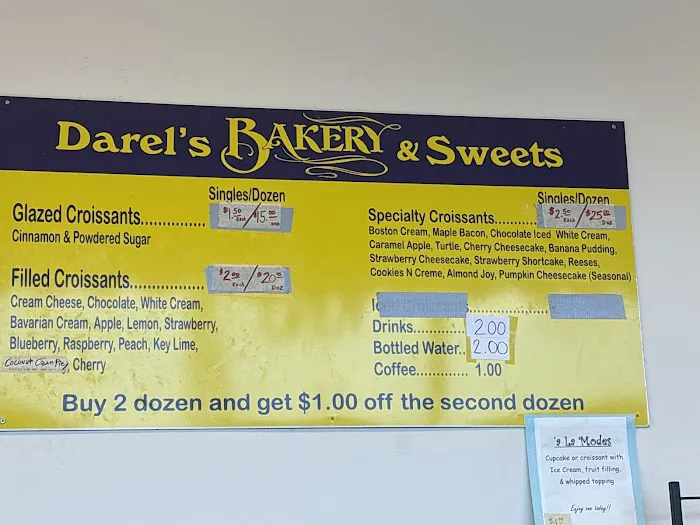 Darel's BAKERY & Sweets
Singles/Dozen
Glazed Croissants.............. $1.50 Each / $15.00 Doz
Cinnamon & Powdered Sugar
Filled Croissants................. $2.00 Each / $20.00 Doz
Cream Cheese, Chocolate, White Cream,
Bavarian Cream, Apple, Lemon, Strawberry,
Blueberry, Raspberry, Peach, Key Lime,
Coconut Cream Pie, Cherry
Singles/Dozen
Specialty Croissants.......... $2.50 Each / $25.00 Doz
Boston Cream, Maple Bacon, Chocolate Iced White Cream,
Caramel Apple, Turtle, Cherry Cheesecake, Banana Pudding,
Strawberry Cheesecake, Strawberry Shortcake, Reeses,
Cookies N Creme, Almond Joy, Pumpkin Cheesecake (Seasonal)
Drinks............ 2.00
Bottled Water.. 2.00
Coffee............. 1.00
Buy 2 dozen and get $1.00 off the second dozen
'a La 'Modes
Cupcake or croissant with
Ice Cream, fruit filling,
& whipped topping
Enjoy one today!!